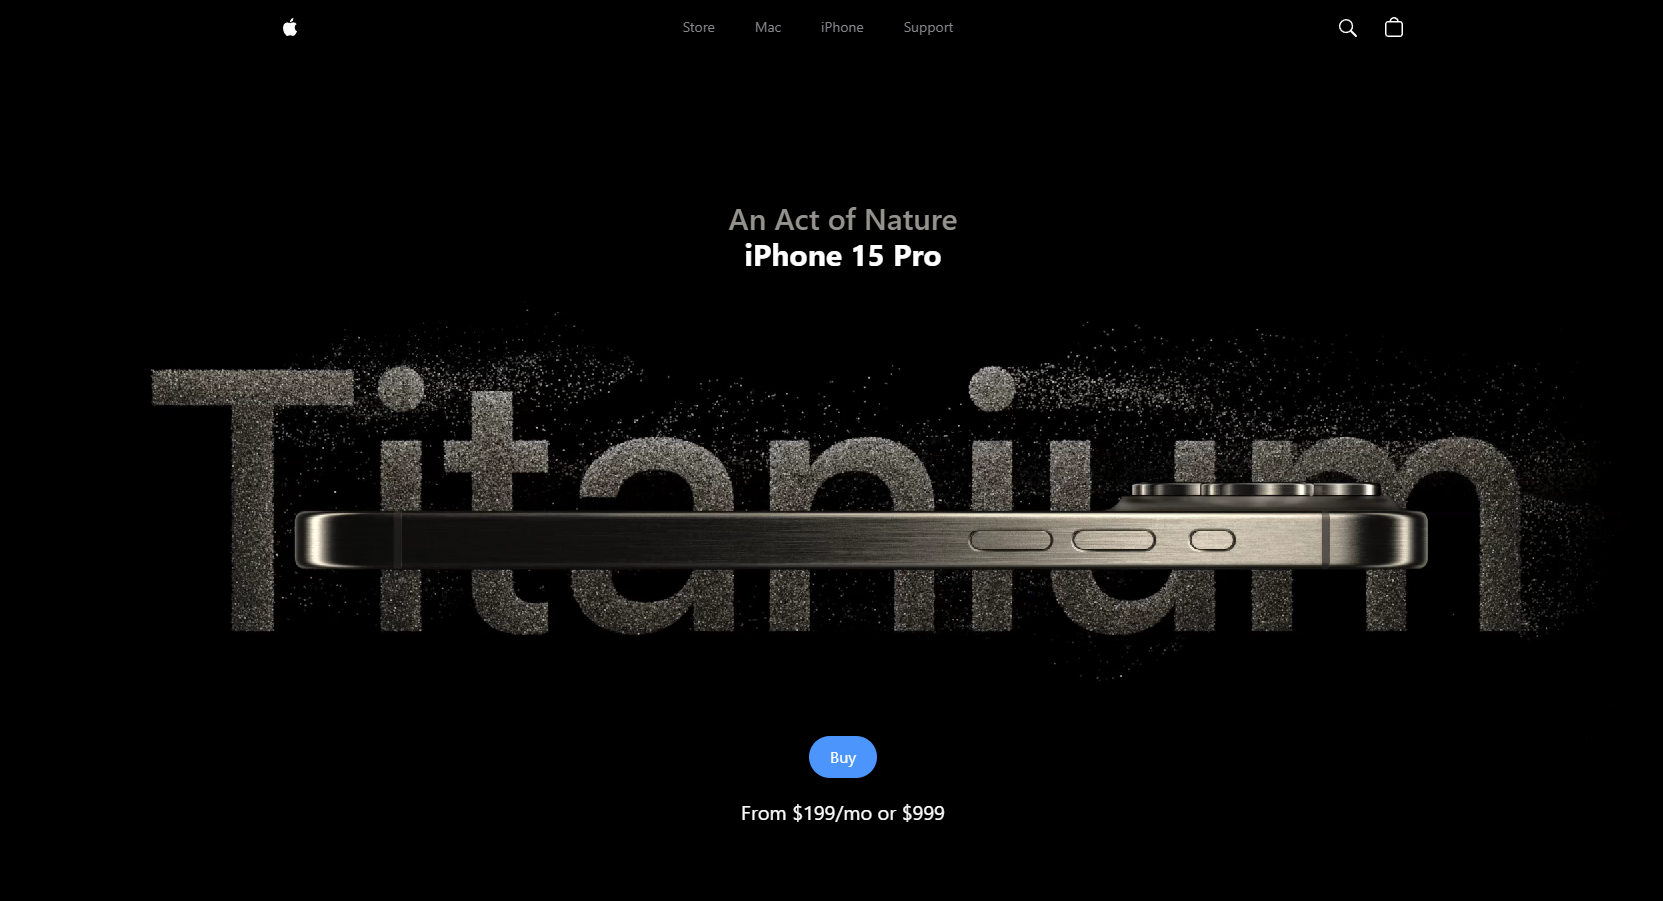 Store Mac iPhone Support
An Act of Nature
iPhone 15 Pro
Titanium
Buy
From $199/mo or $999